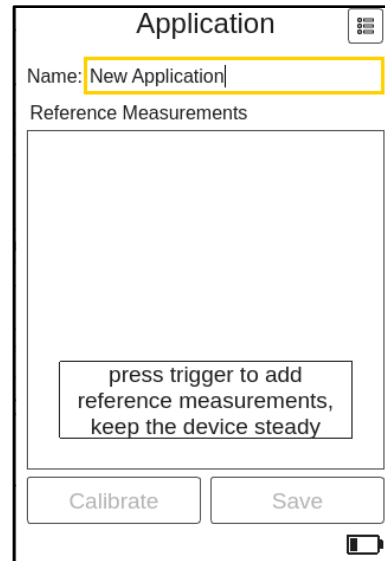 Application
Name: New Application
Reference Measurements
press trigger to add
reference measurements,
keep the device steady
Calibrate
Save